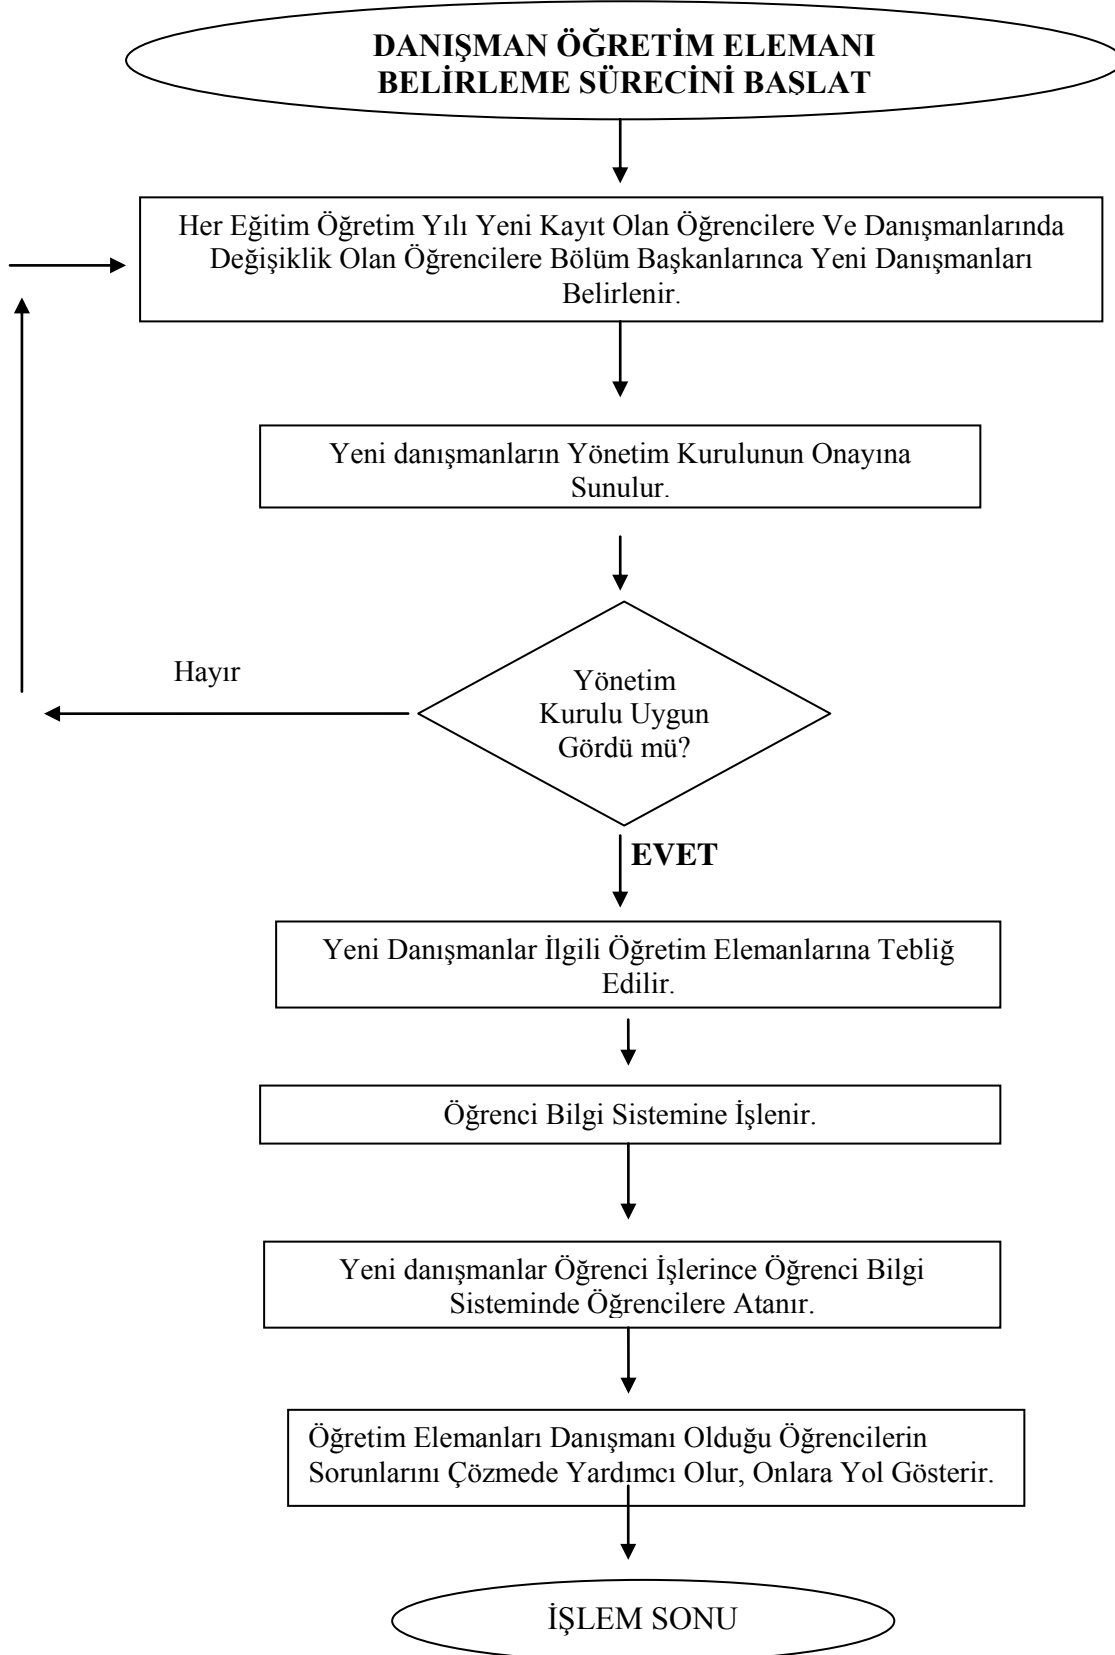 DANIŞMAN ÖĞRETİM ELEMANI
BELİRLEME SÜRECİNİ BAŞLAT
Her Eğitim Öğretim Yılı Yeni Kayıt Olan Öğrencilere Ve Danışmanlarında
Değişiklik Olan Öğrencilere Bölüm Başkanlarınca Yeni Danışmanları
Belirlenir.
Yeni danışmanların Yönetim Kurulunun Onayına
Sunulur.
Hayır
Yönetim
Kurulu Uygun
Gördü mü?
EVET
Yeni Danışmanlar İlgili Öğretim Elemanlarına Tebliğ
Edilir.
Öğrenci Bilgi Sistemine İşlenir.
Yeni danışmanlar Öğrenci İşlerince Öğrenci Bilgi
Sisteminde Öğrencilere Atanır.
Öğretim Elemanları Danışmanı Olduğu Öğrencilerin
Sorunlarını Çözmede Yardımcı Olur, Onlara Yol Gösterir.
İŞLEM SONU